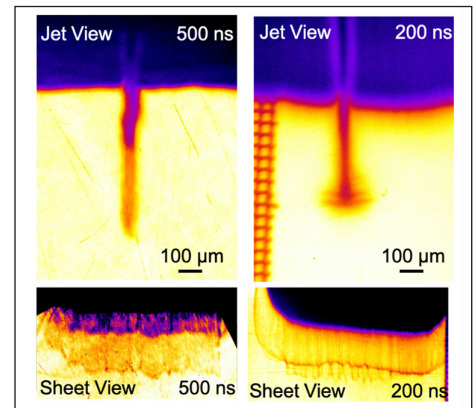 Jet View 500 ns
Jet View 200 ns
100 µm
100 µm
Sheet View 500 ns
Sheet View 200 ns